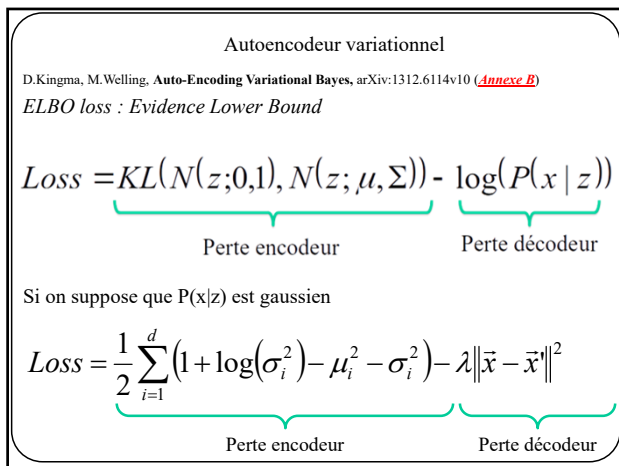 Autoencodeur variationnel
D.Kingma, M.Welling, Auto-Encoding Variational Bayes, arXiv:1312.6114v10 (Annexe B)
ELBO loss : Evidence Lower Bound
Loss = KL(N(z;0,1), N(z; μ, Σ)) - log(P(x | z))
Perte encodeur Perte décodeur
Si on suppose que P(x|z) est gaussien
Loss = 1/2 ∑_{i=1}^{d} (1 + log(σ_i^2) − μ_i^2 − σ_i^2) − λ‖x⃗ − x⃗'‖^2
Perte encodeur Perte décodeur